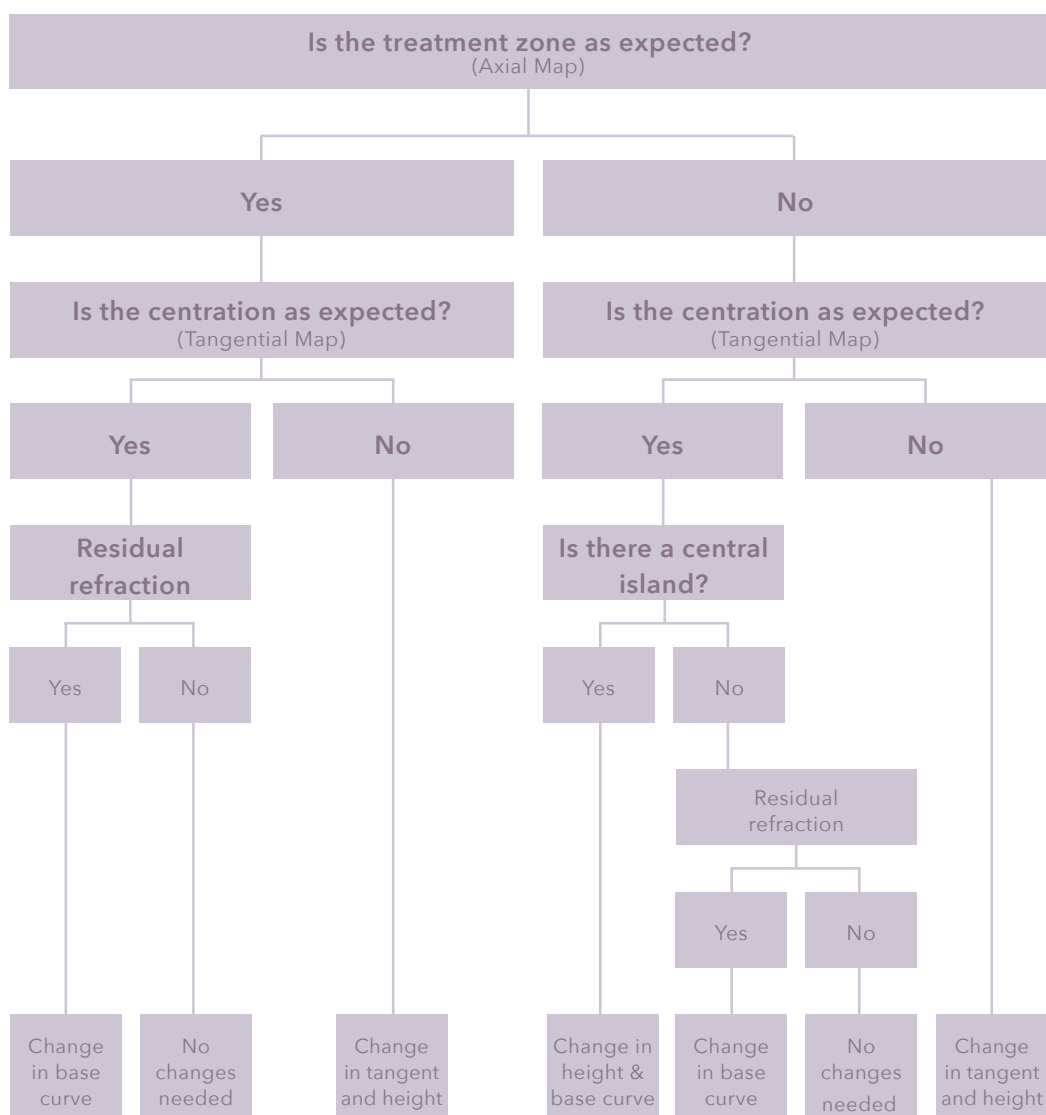 Is the treatment zone as expected?
(Axial Map)
Yes
No
Is the centration as expected?
(Tangential Map)
Is the centration as expected?
(Tangential Map)
Yes
No
Yes
No
Residual
refraction
Is there a central
island?
Yes
No
Yes
No
Residual
refraction
Yes
No
Change
in base
curve
No
changes
needed
Change
in tangent
and height
Change in
height &
base curve
Change
in base
curve
No
changes
needed
Change
in tangent
and height